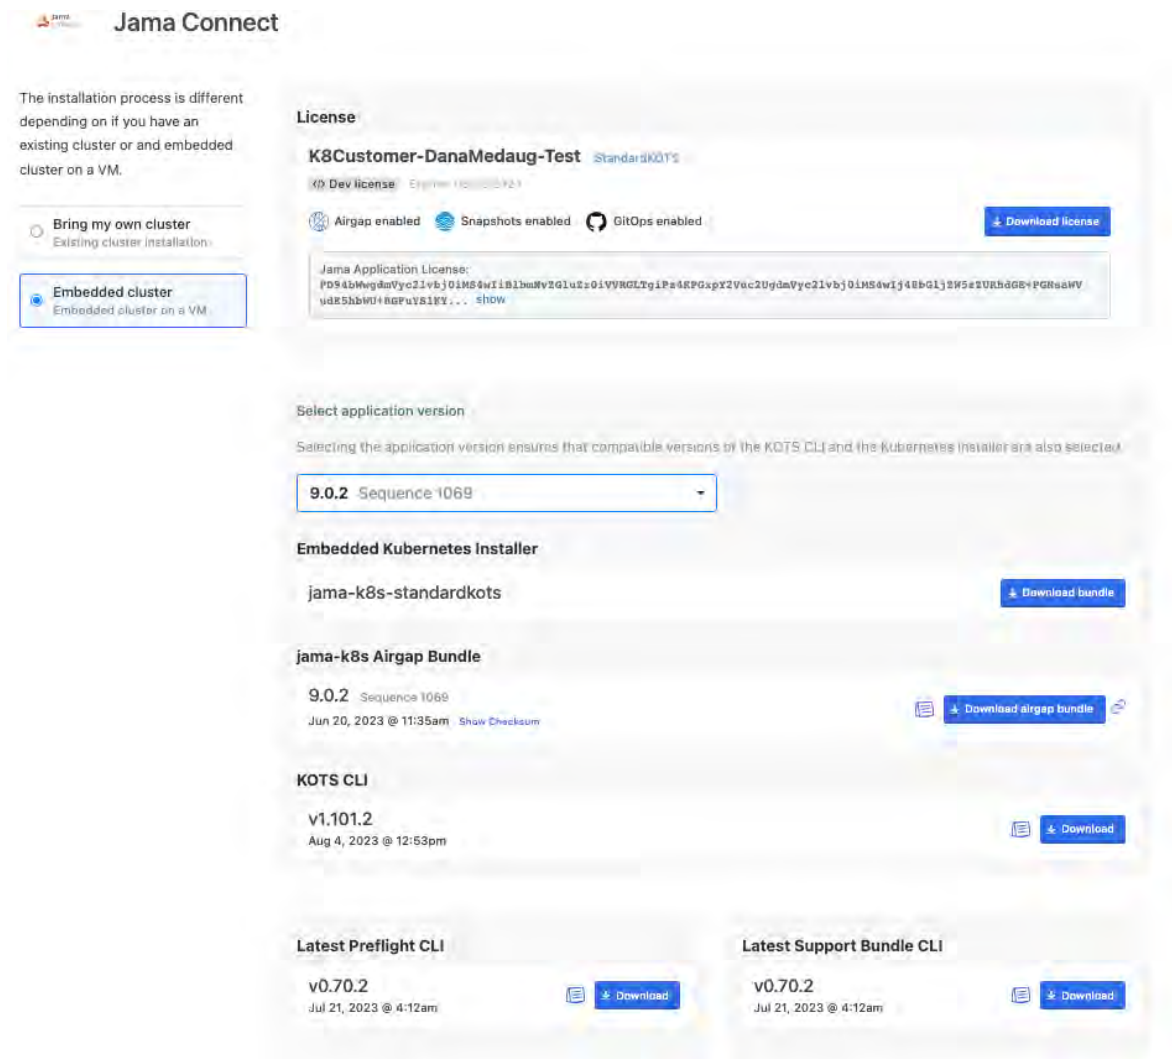 Jama
Jama Connect
The installation process is different
depending on if you have an
existing cluster or and embedded
cluster on a VM.
Bring my own cluster
Existing cluster installation
Embedded cluster
Embedded cluster on a VM
License
K8Customer-DanaMedaug-Test StandardKOTS
</> Dev license
Airgap enabled Snapshots enabled GitOps enabled
Download license
Jama Application License:
show
Select application version
Selecting the application version ensures that compatible versions of the KOTS CLI and the Kubernetes installer are also selected.
9.0.2 Sequence 1069
Embedded Kubernetes Installer
jama-k8s-standardkots
Download bundle
jama-k8s Airgap Bundle
9.0.2 Sequence 1069
Jun 20, 2023 @ 11:35am Show Checksum
Download airgap bundle
KOTS CLI
v1.101.2
Aug 4, 2023 @ 12:53pm
Download
Latest Preflight CLI
v0.70.2
Jul 21, 2023 @ 4:12am
Download
Latest Support Bundle CLI
v0.70.2
Jul 21, 2023 @ 4:12am
Download